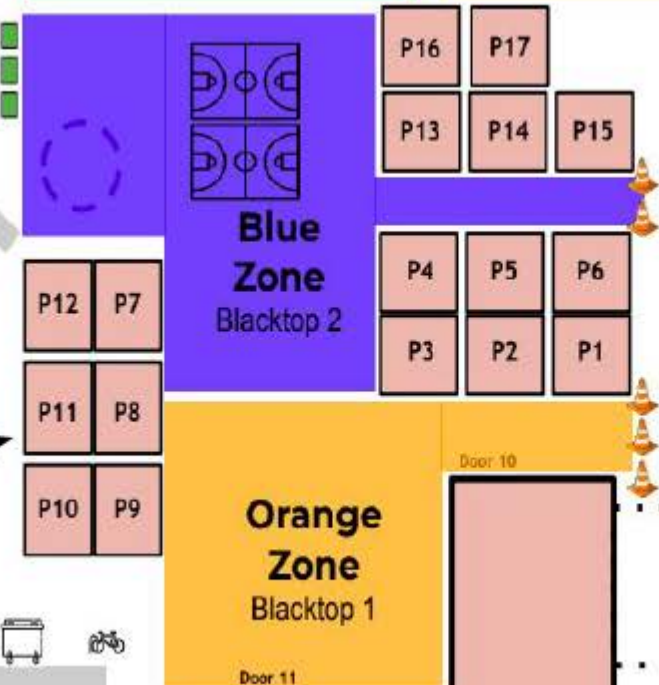 P16 P17
P13 P14 P15
Blue
Zone
Blacktop 2
P4 P5 P6
P12 P7
P3 P2 P1
P11 P8
Door 10
P10 P9
Orange
Zone
Blacktop 1
Door 11